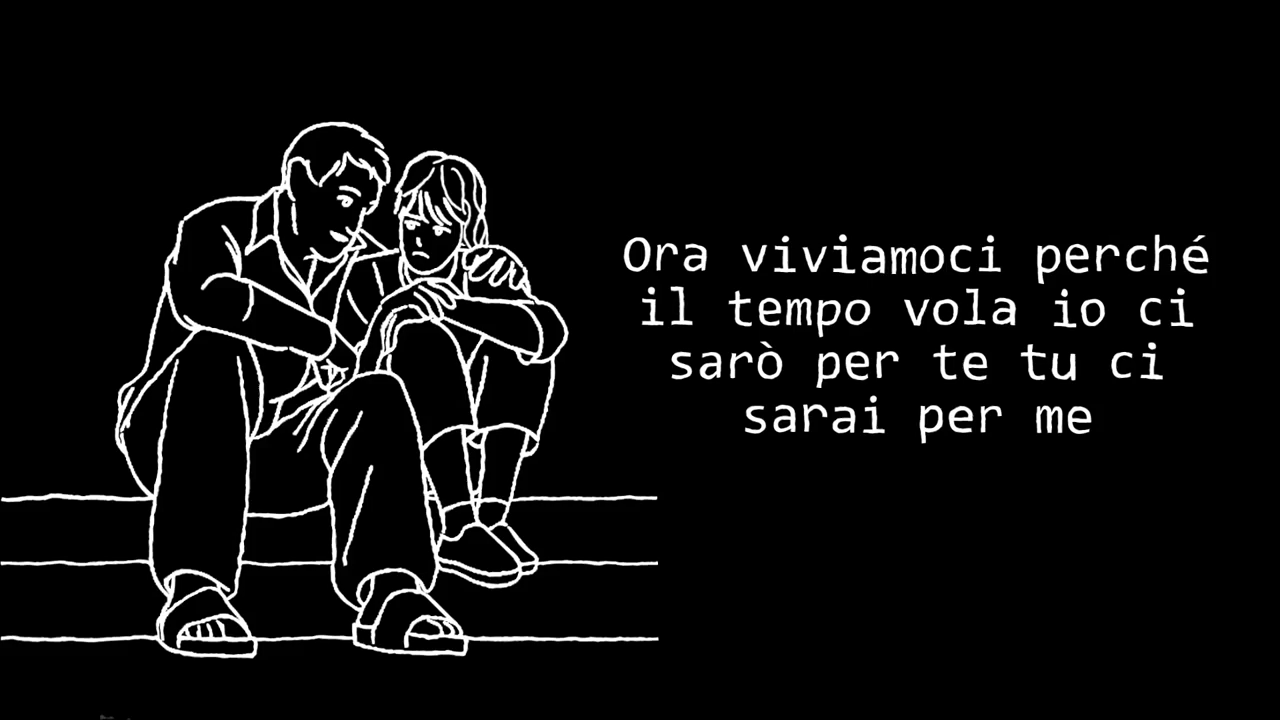 Ora viviamoci perché
il tempo vola io ci
sarò per te tu ci
sarai per me